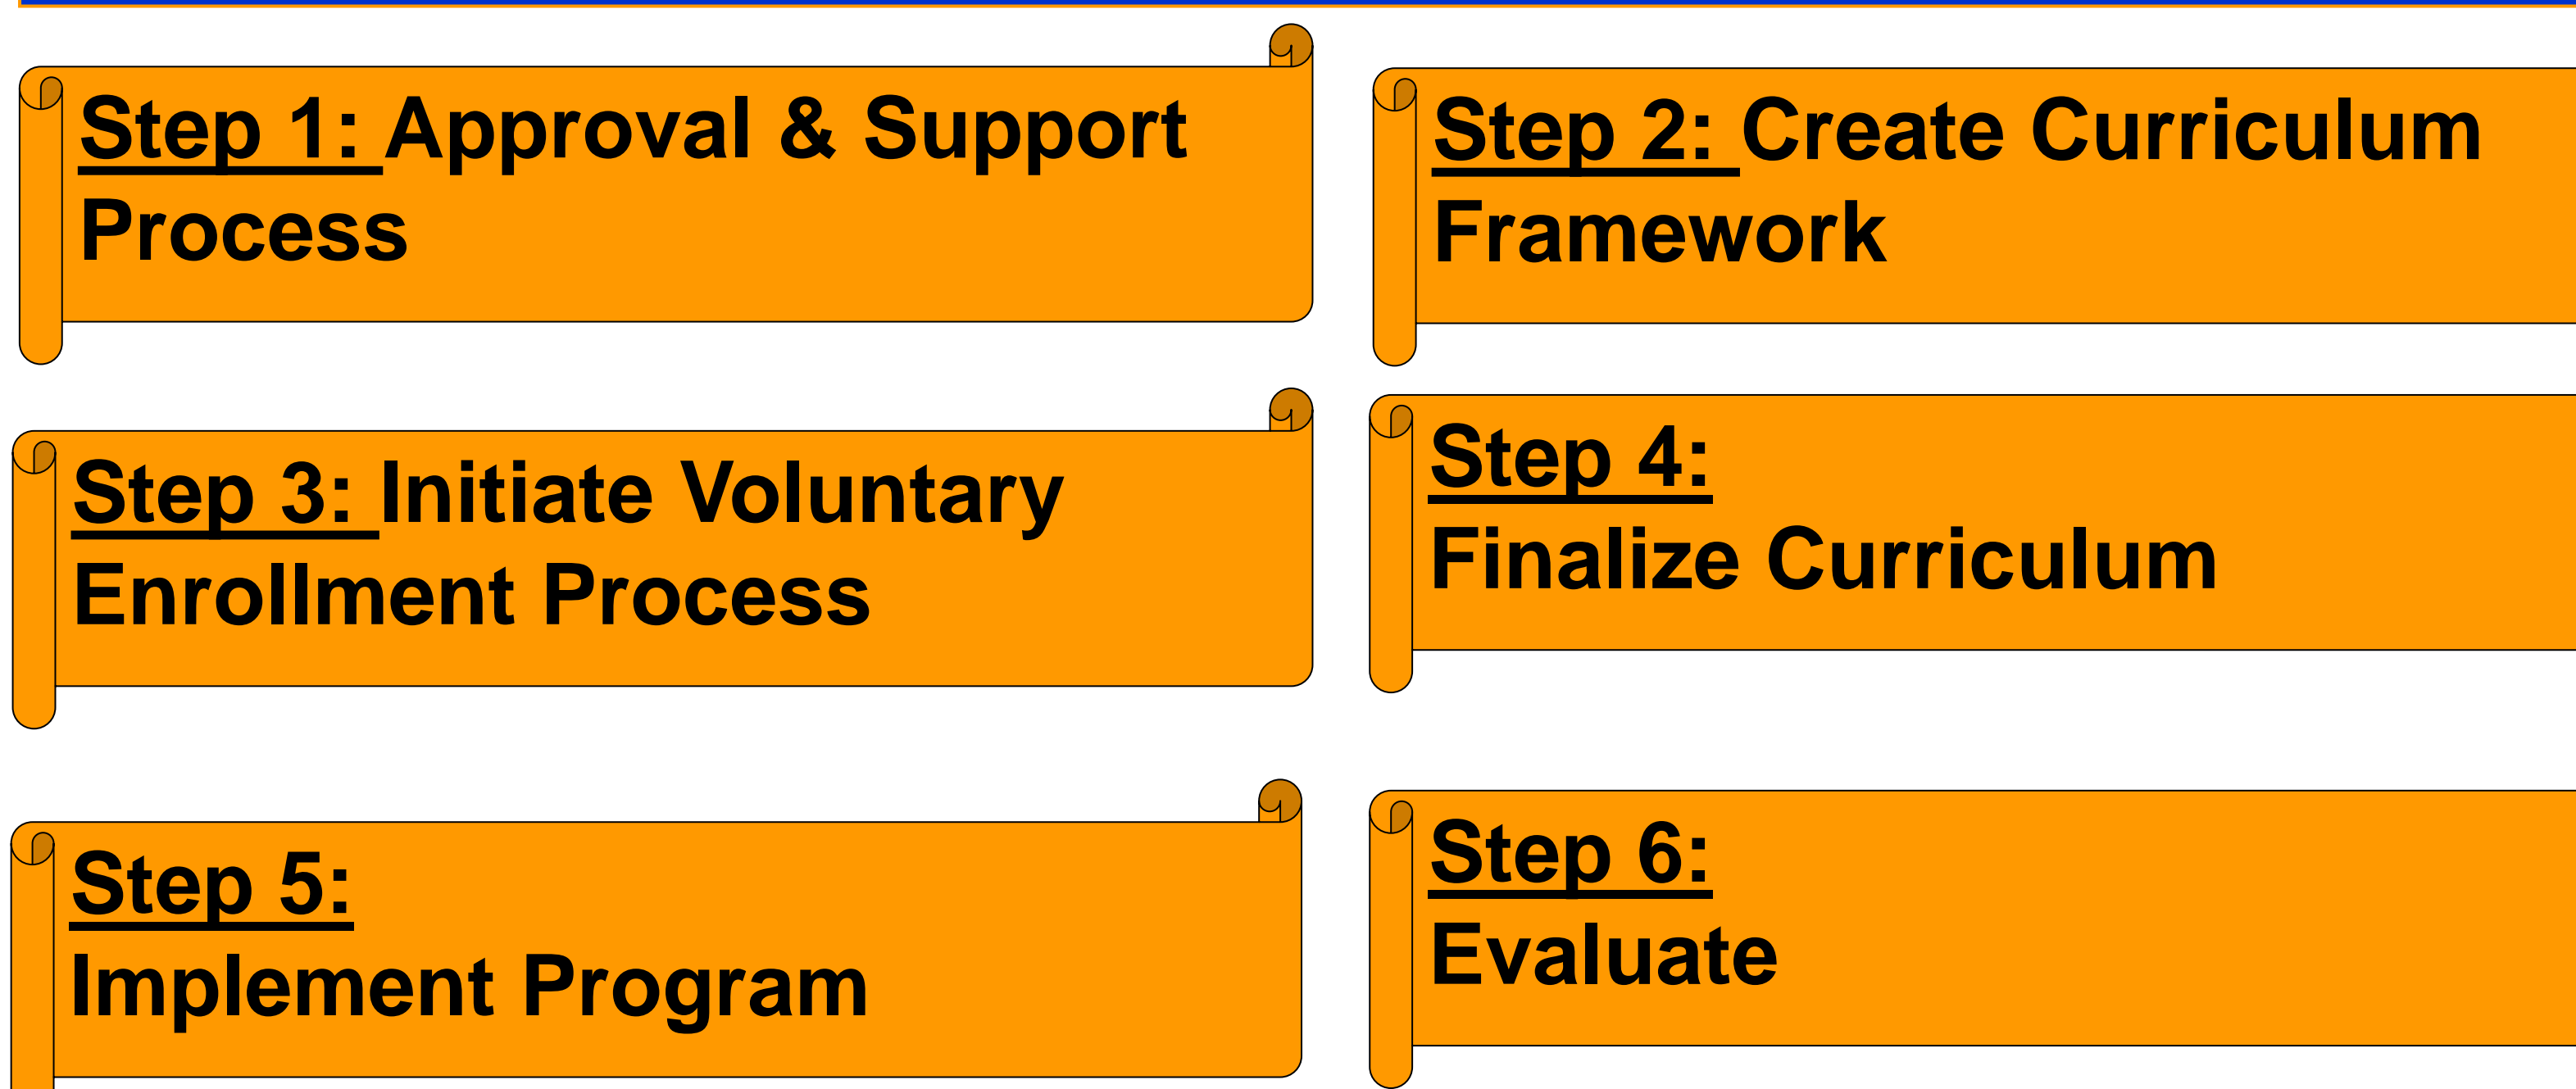 Step 1: Approval & Support
Process
Step 2: Create Curriculum
Framework
Step 3: Initiate Voluntary
Enrollment Process
Step 4:
Finalize Curriculum
Step 5:
Implement Program
Step 6:
Evaluate